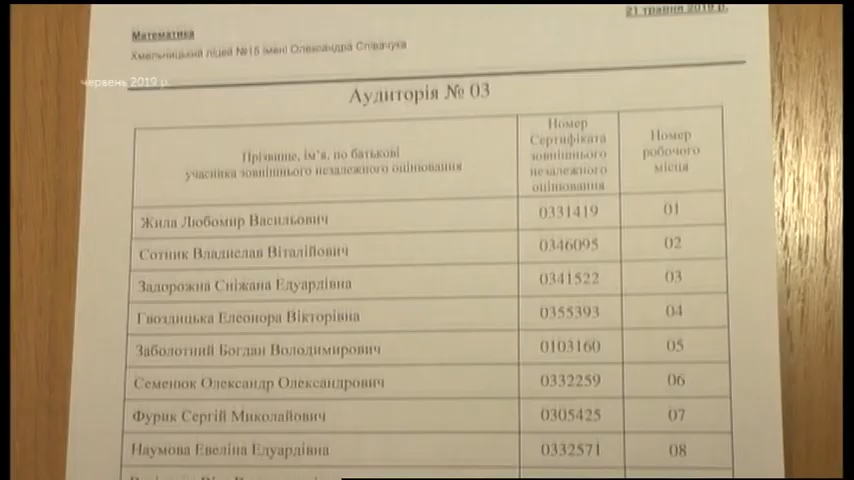 21 травня 2019 р.
Математика
Хмельницький ліцей №15 імені Олександра Співачука
червень 2019 р.
Аудиторія № 03
Прізвище, ім'я, по батькові
учасника зовнішнього незалежного оцінювання
Номер
Сертифіката
зовнішнього
незалежного
оцінювання
Номер
робочого
місця
Жила Любомир Васильович 0331419 01
Сотник Владислав Віталійович 0346095 02
Задорожна Сніжана Едуардівна 0341522 03
Гвоздицька Елеонора Вікторівна 0355393 04
Заболотний Богдан Володимирович 0103160 05
Семенюк Олександр Олександрович 0332259 06
Фурик Сергій Миколайович 0305425 07
Наумова Евеліна Едуардівна 0332571 08